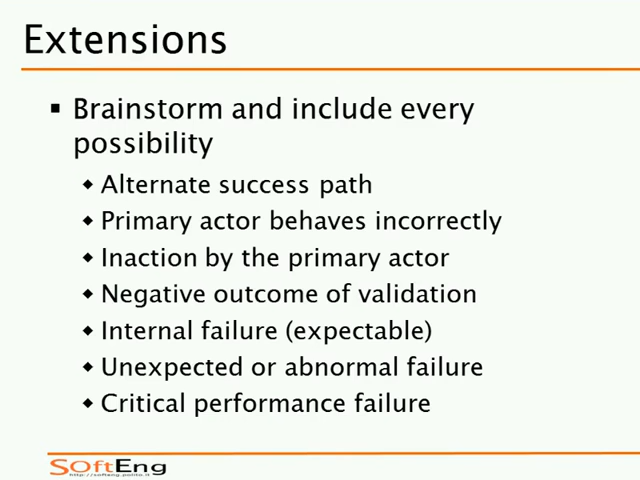 Extensions
▪ Brainstorm and include every
possibility
◆ Alternate success path
◆ Primary actor behaves incorrectly
◆ Inaction by the primary actor
◆ Negative outcome of validation
◆ Internal failure (expectable)
◆ Unexpected or abnormal failure
◆ Critical performance failure
SOftEng
http://softeng.polito.it